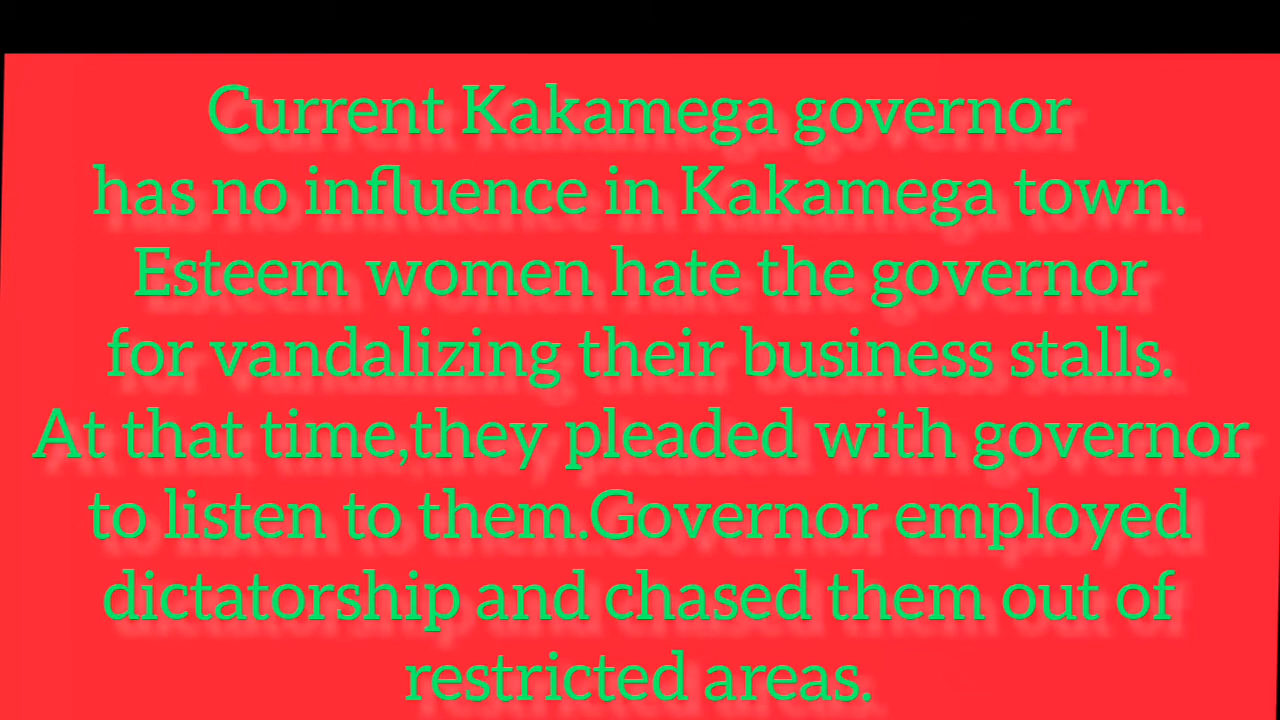 Current Kakamega governor
has no influence in Kakamega town.
Esteem women hate the governor
for vandalizing their business stalls.
At that time,they pleaded with governor
to listen to them.Governor employed
dictatorship and chased them out of
restricted areas.